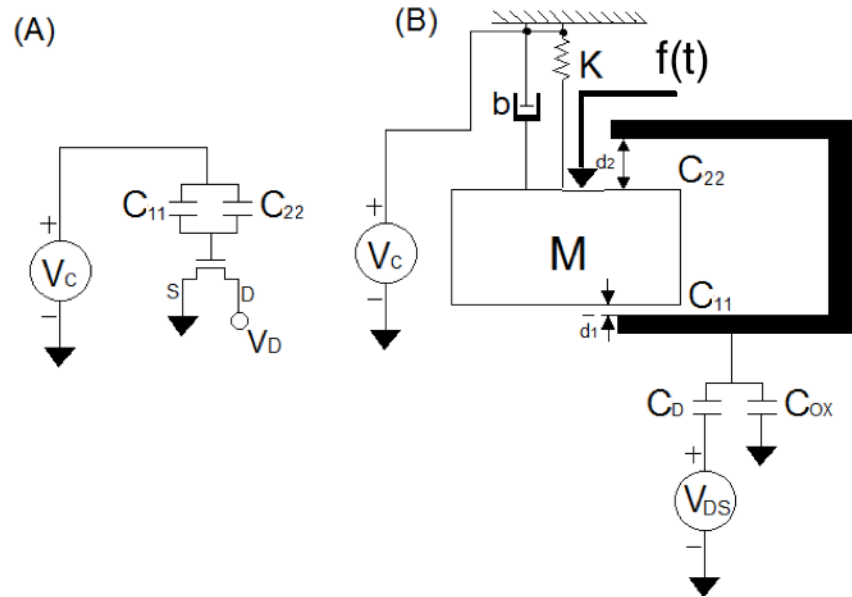 (A)
C11
C22
+
VC
−
S
D
VD
(B)
K
f(t)
b
d2
C22
+
VC
−
M
C11
d1
CD
COX
+
VDS
−